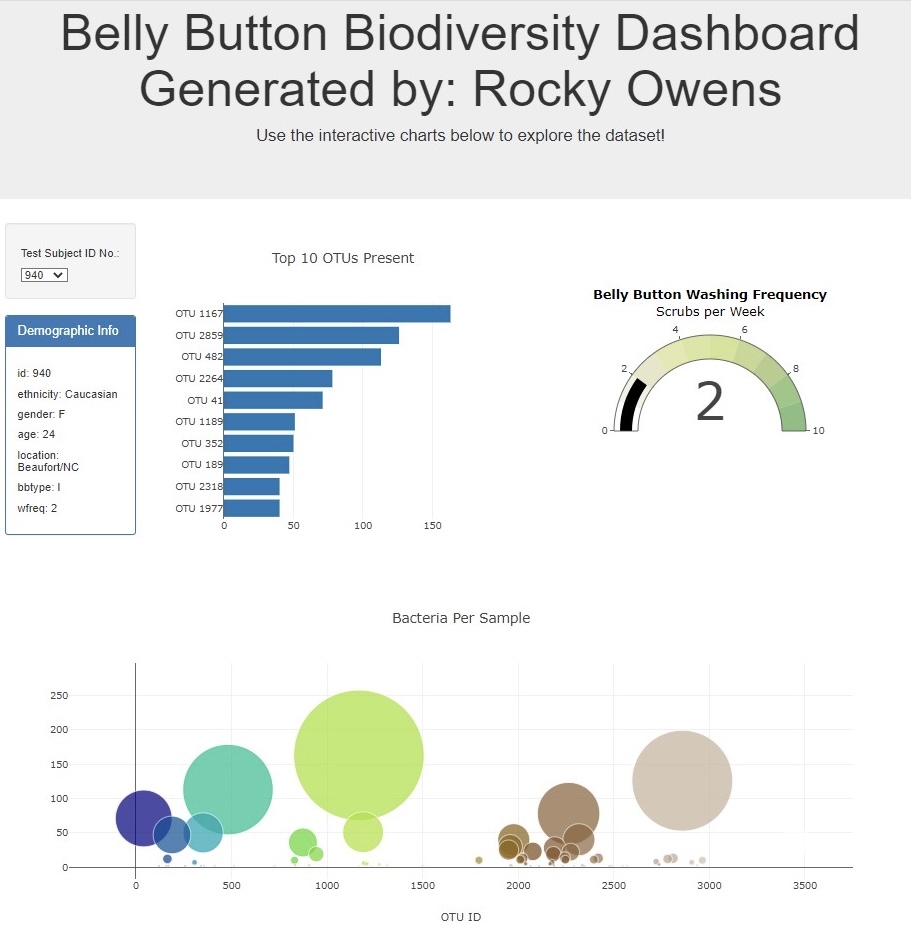 Belly Button Biodiversity Dashboard
Generated by: Rocky Owens
Use the interactive charts below to explore the dataset!
Test Subject ID No.:
940
Demographic Info
id: 940
ethnicity: Caucasian
gender: F
age: 24
location:
Beaufort/NC
bbtype: I
wfreq: 2
Top 10 OTUs Present
OTU 1167
OTU 2859
OTU 482
OTU 2264
OTU 41
OTU 1189
OTU 352
OTU 189
OTU 2318
OTU 1977
0 50 100 150
Belly Button Washing Frequency
Scrubs per Week
4 6
2 8
2
0 10
Bacteria Per Sample
250
200
150
100
50
0
0 500 1000 1500 2000 2500 3000 3500
OTU ID